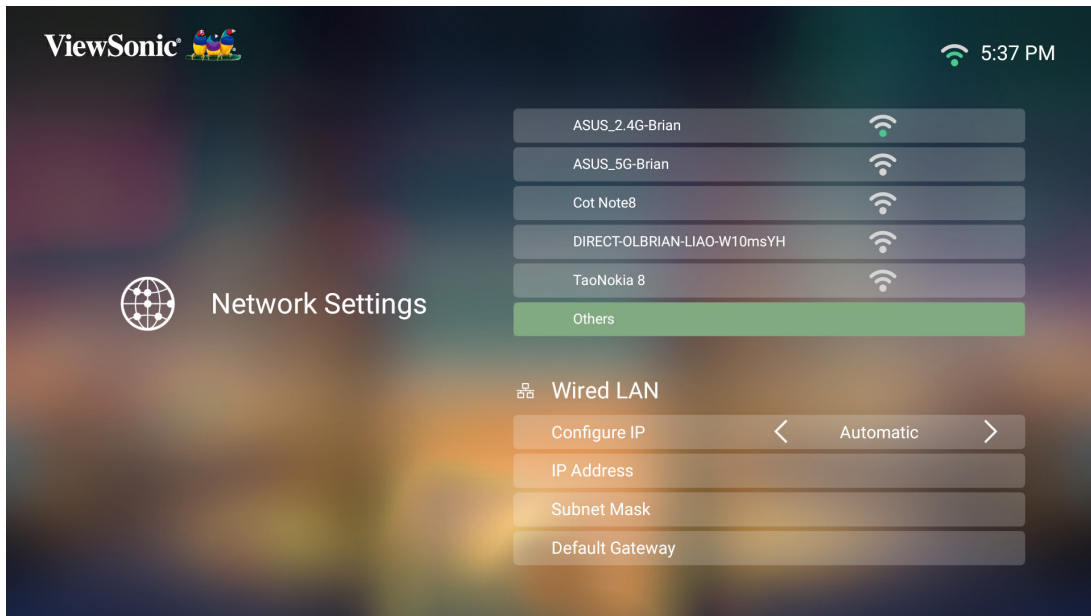 ViewSonic®
5:37 PM
ASUS_2.4G-Brian
ASUS_5G-Brian
Cot Note8
DIRECT-OLBRIAN-LIAO-W10msYH
TaoNokia 8
Network Settings
Others
Wired LAN
Configure IP < Automatic >
IP Address
Subnet Mask
Default Gateway